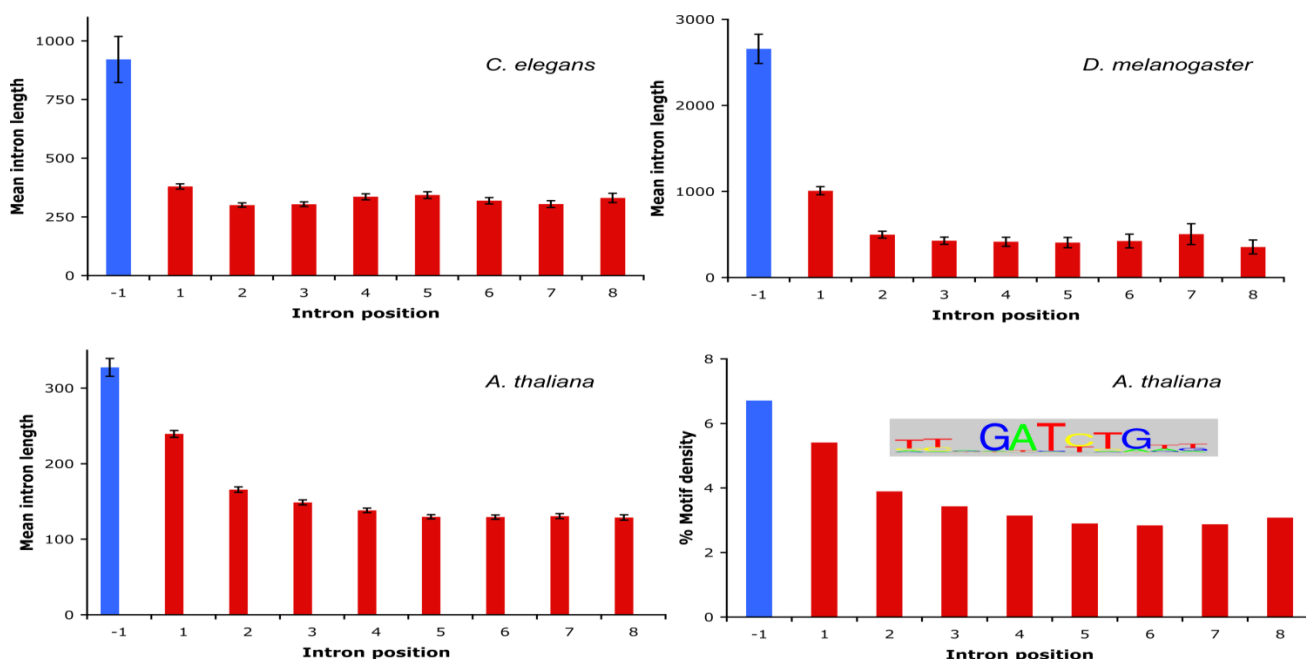 C. elegans
Mean intron length
1000
750
500
250
0
-1 1 2 3 4 5 6 7 8
Intron position
D. melanogaster
Mean intron length
3000
2000
1000
0
-1 1 2 3 4 5 6 7 8
Intron position
A. thaliana
Mean intron length
300
200
100
0
-1 1 2 3 4 5 6 7 8
Intron position
A. thaliana
% Motif density
8
6
4
2
0
TT GATCTG
-1 1 2 3 4 5 6 7 8
Intron position